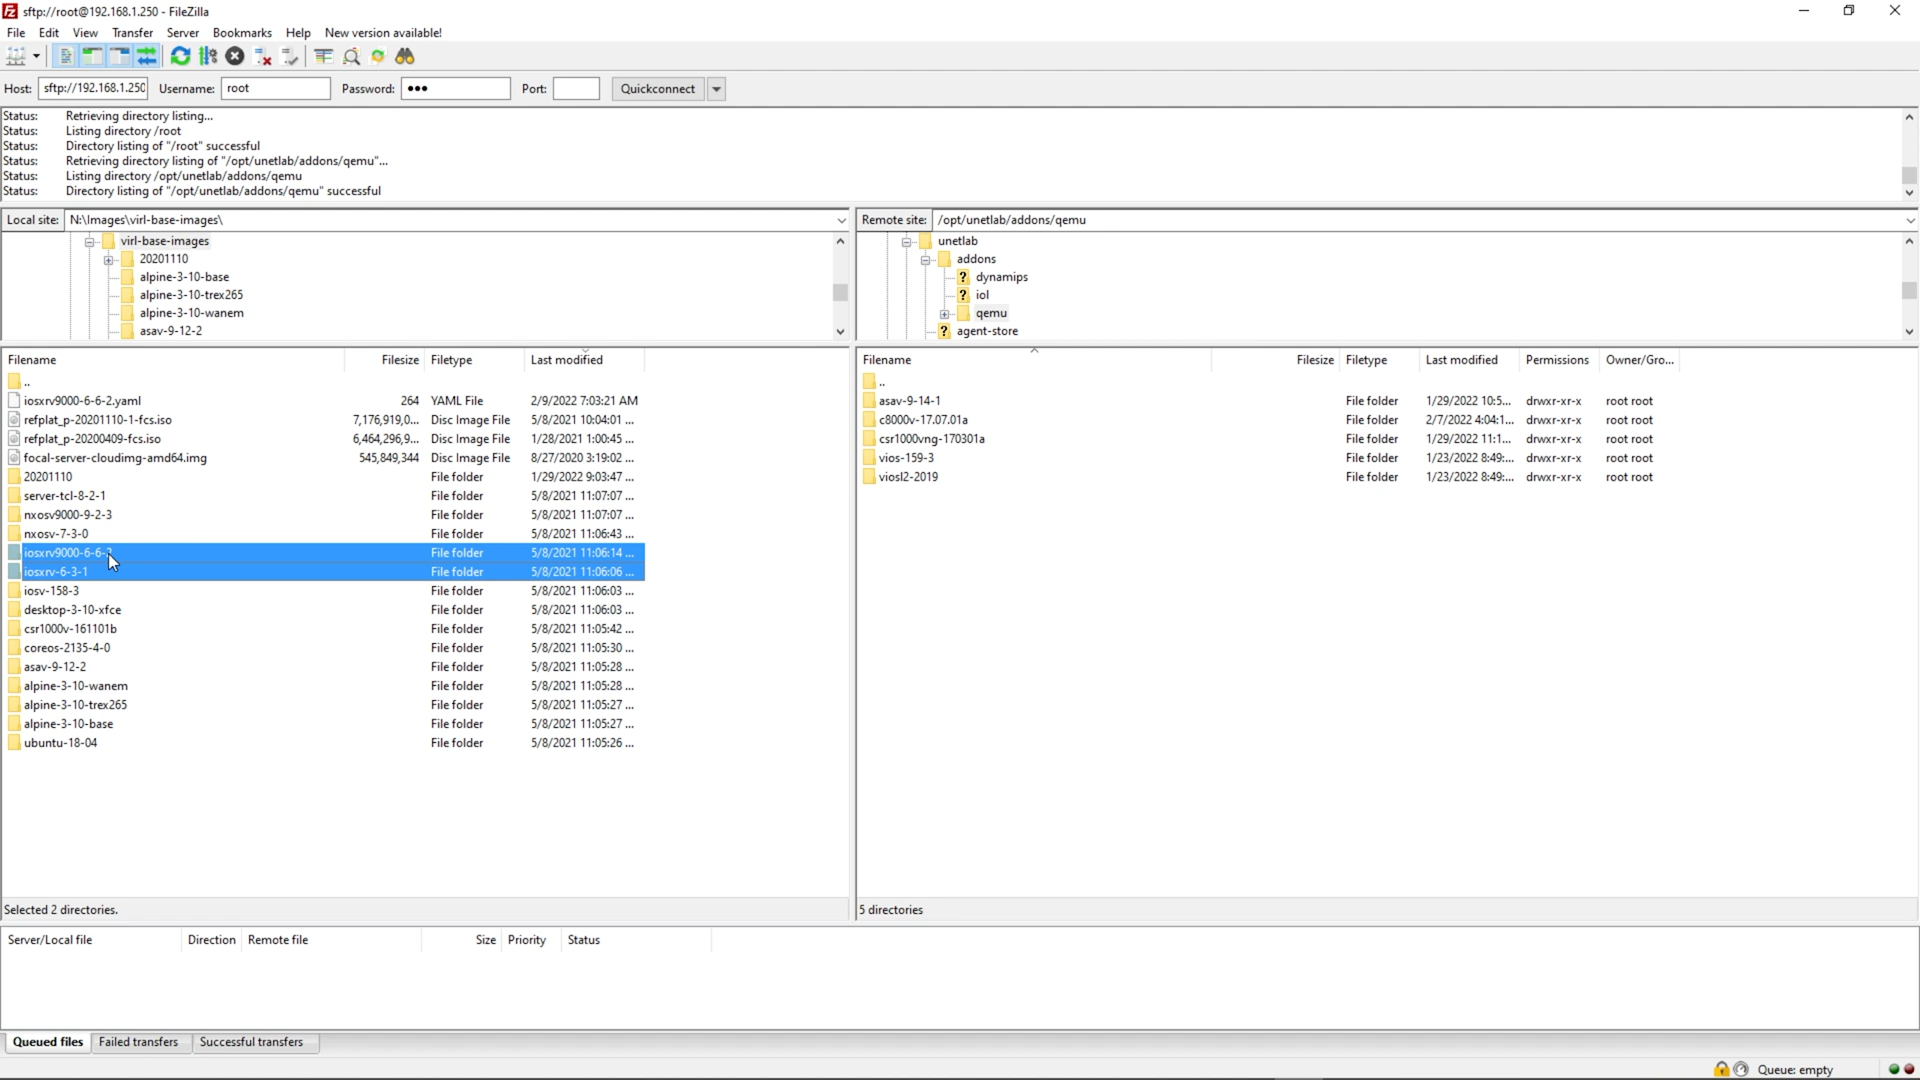 sftp://root@192.168.1.250 - FileZilla
File Edit View Transfer Server Bookmarks Help New version available!
Host: sftp://192.168.1.250 Username: root Password: ●●● Port: Quickconnect
Status: Retrieving directory listing...
Status: Listing directory /root
Status: Directory listing of "/root" successful
Status: Retrieving directory listing of "/opt/unetlab/addons/qemu"...
Status: Listing directory /opt/unetlab/addons/qemu
Status: Directory listing of "/opt/unetlab/addons/qemu" successful
Local site: N:\Images\virl-base-images\
virl-base-images
20201110
alpine-3-10-base
alpine-3-10-trex265
alpine-3-10-wanem
asav-9-12-2
Remote site: /opt/unetlab/addons/qemu
unetlab
addons
? dynamips
? iol
qemu
? agent-store
Filename Filesize Filetype Last modified
..
iosxrv9000-6-6-2.yaml 264 YAML File 2/9/2022 7:03:21 AM
refplat_p-20201110-1-fcs.iso 7,176,919,0... Disc Image File 5/8/2021 10:04:01 ...
refplat_p-20200409-fcs.iso 6,464,296,9... Disc Image File 1/28/2021 1:00:45 ...
focal-server-cloudimg-amd64.img 545,849,344 Disc Image File 8/27/2020 3:19:02 ...
20201110 File folder 1/29/2022 9:03:47 ...
server-tcl-8-2-1 File folder 5/8/2021 11:07:07 ...
nxosv9000-9-2-3 File folder 5/8/2021 11:07:07 ...
nxosv-7-3-0 File folder 5/8/2021 11:06:43 ...
iosxrv9000-6-6-2 File folder 5/8/2021 11:06:14 ...
iosxrv-6-3-1 File folder 5/8/2021 11:06:06 ...
iosv-158-3 File folder 5/8/2021 11:06:03 ...
desktop-3-10-xfce File folder 5/8/2021 11:06:03 ...
csr1000v-161101b File folder 5/8/2021 11:05:42 ...
coreos-2135-4-0 File folder 5/8/2021 11:05:30 ...
asav-9-12-2 File folder 5/8/2021 11:05:28 ...
alpine-3-10-wanem File folder 5/8/2021 11:05:28 ...
alpine-3-10-trex265 File folder 5/8/2021 11:05:27 ...
alpine-3-10-base File folder 5/8/2021 11:05:27 ...
ubuntu-18-04 File folder 5/8/2021 11:05:26 ...
Selected 2 directories.
Filename Filesize Filetype Last modified Permissions Owner/Gro...
..
asav-9-14-1 File folder 1/29/2022 10:5... drwxr-xr-x root root
c8000v-17.07.01a File folder 2/7/2022 4:04:1... drwxr-xr-x root root
csr1000vng-170301a File folder 1/29/2022 11:1... drwxr-xr-x root root
vios-159-3 File folder 1/23/2022 8:49:... drwxr-xr-x root root
viosl2-2019 File folder 1/23/2022 8:49:... drwxr-xr-x root root
5 directories
Server/Local file Direction Remote file Size Priority Status
Queued files Failed transfers Successful transfers
Queue: empty